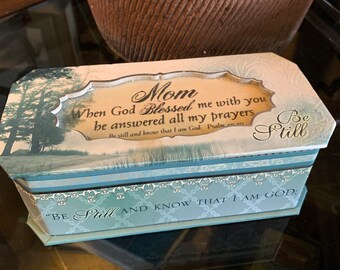 Mom
When God Blessed me with you
he answered all my prayers
Be still and know that I am God. Psalm
Be
Still
"BE Still AND KNOW THAT I AM GOD;